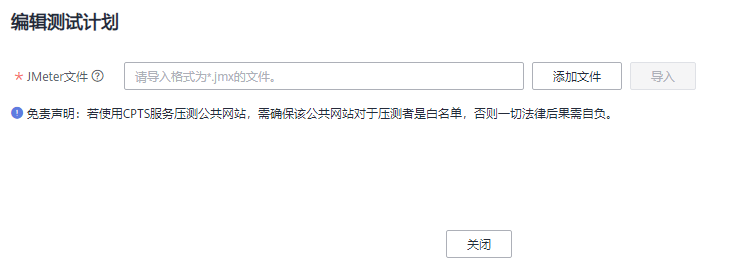 编辑测试计划
* JMeter文件 ? 请导入格式为*.jmx的文件。 添加文件 导入
! 免责声明：若使用CPTS服务压测公共网站，需确保该公共网站对于压测者是白名单，否则一切法律后果需自负。
关闭